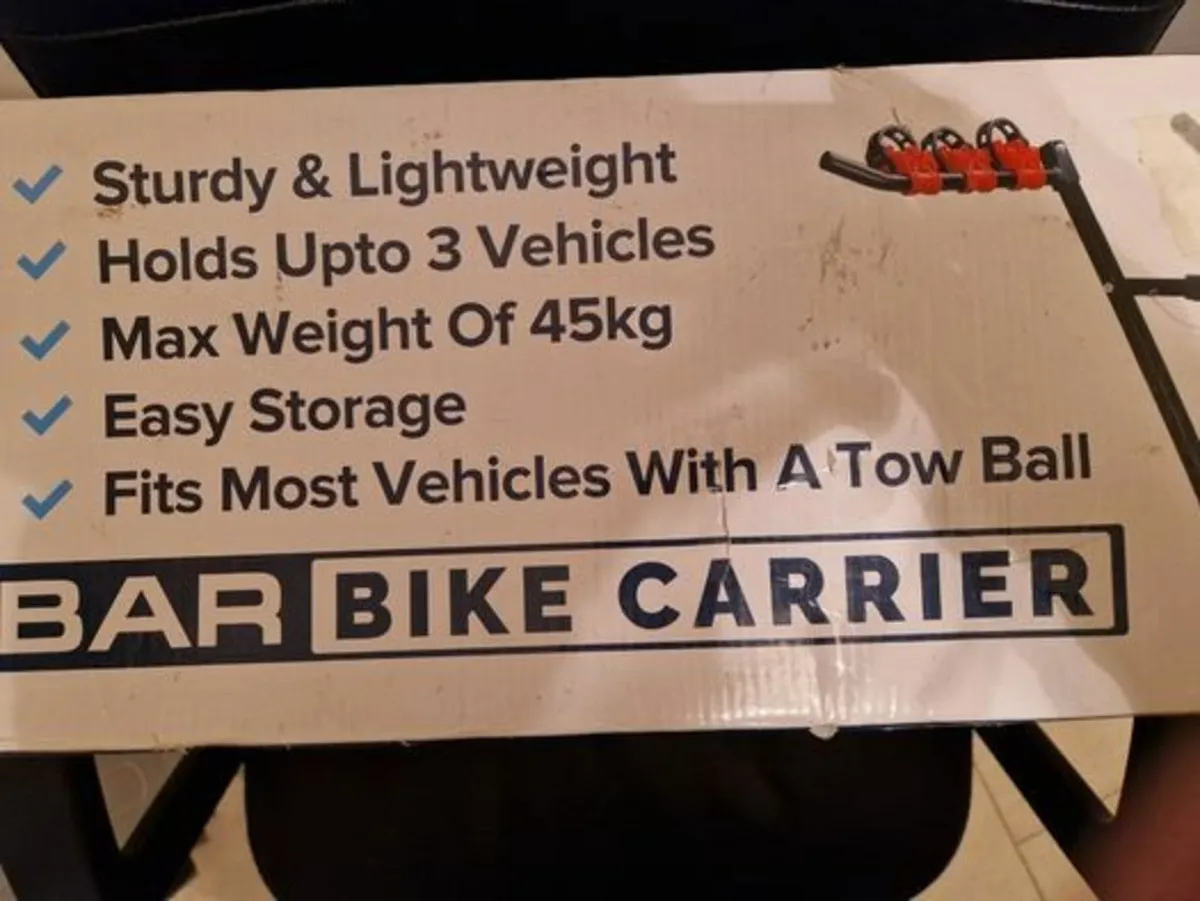 Sturdy & Lightweight
Holds Upto 3 Vehicles
Max Weight Of 45kg
Easy Storage
Fits Most Vehicles With A Tow Ball
BAR BIKE CARRIER